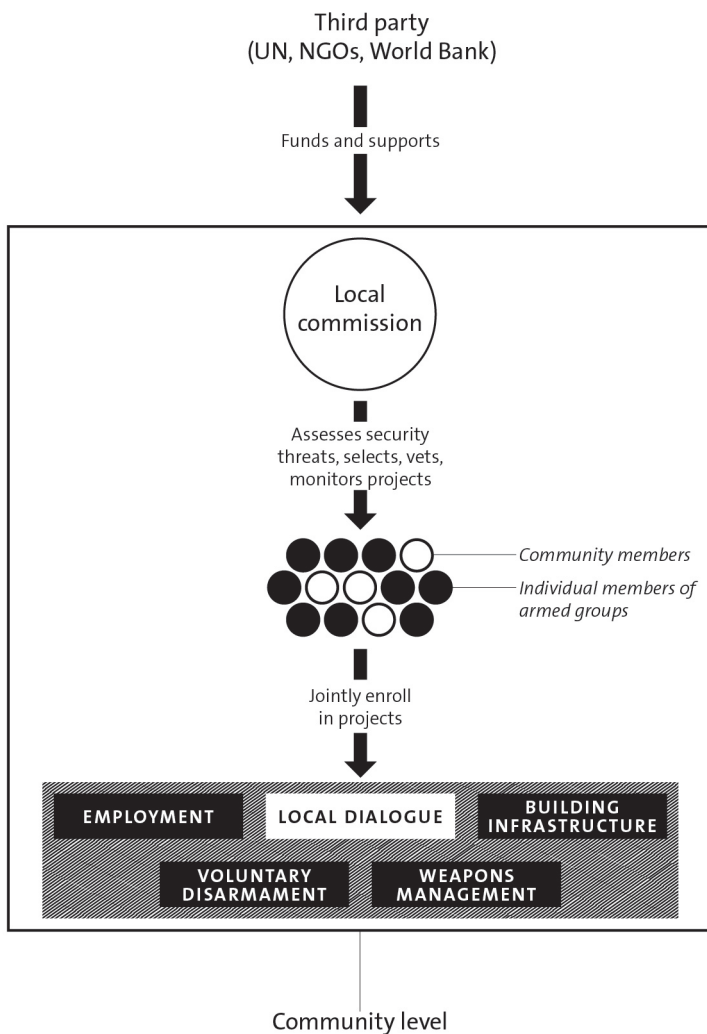 Third party
(UN, NGOs, World Bank)
Funds and supports
Local
commission
Assesses security
threats, selects, vets,
monitors projects
Community members
Individual members of
armed groups
Jointly enroll
in projects
EMPLOYMENT
LOCAL DIALOGUE
BUILDING
INFRASTRUCTURE
VOLUNTARY
DISARMAMENT
WEAPONS
MANAGEMENT
Community level